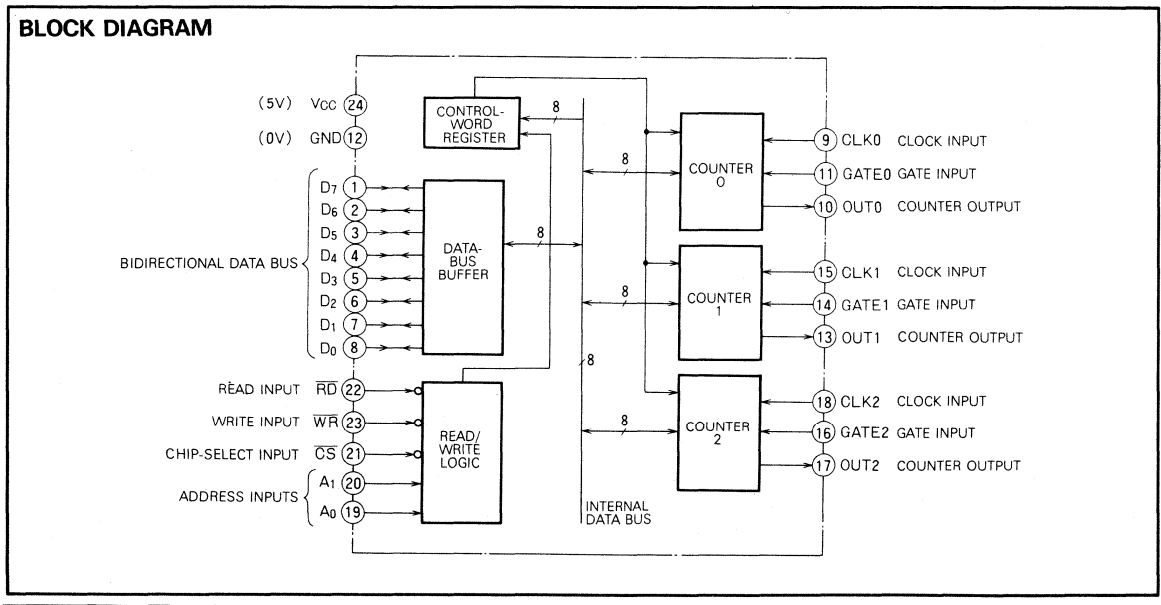 BLOCK DIAGRAM
(5V) VCC 24
(0V) GND 12
BIDIRECTIONAL DATA BUS
D7 1
D6 2
D5 3
D4 4
D3 5
D2 6
D1 7
D0 8
READ INPUT RD 22
WRITE INPUT WR 23
CHIP-SELECT INPUT CS 21
ADDRESS INPUTS
A1 20
A0 19
CONTROL-
WORD
REGISTER
8
DATA-
BUS
BUFFER
8
READ/
WRITE
LOGIC
8
INTERNAL
DATA BUS
8
COUNTER
0
8
COUNTER
1
8
COUNTER
2
9 CLK0 CLOCK INPUT
11 GATE0 GATE INPUT
10 OUT0 COUNTER OUTPUT
15 CLK1 CLOCK INPUT
14 GATE1 GATE INPUT
13 OUT1 COUNTER OUTPUT
18 CLK2 CLOCK INPUT
16 GATE2 GATE INPUT
17 OUT2 COUNTER OUTPUT